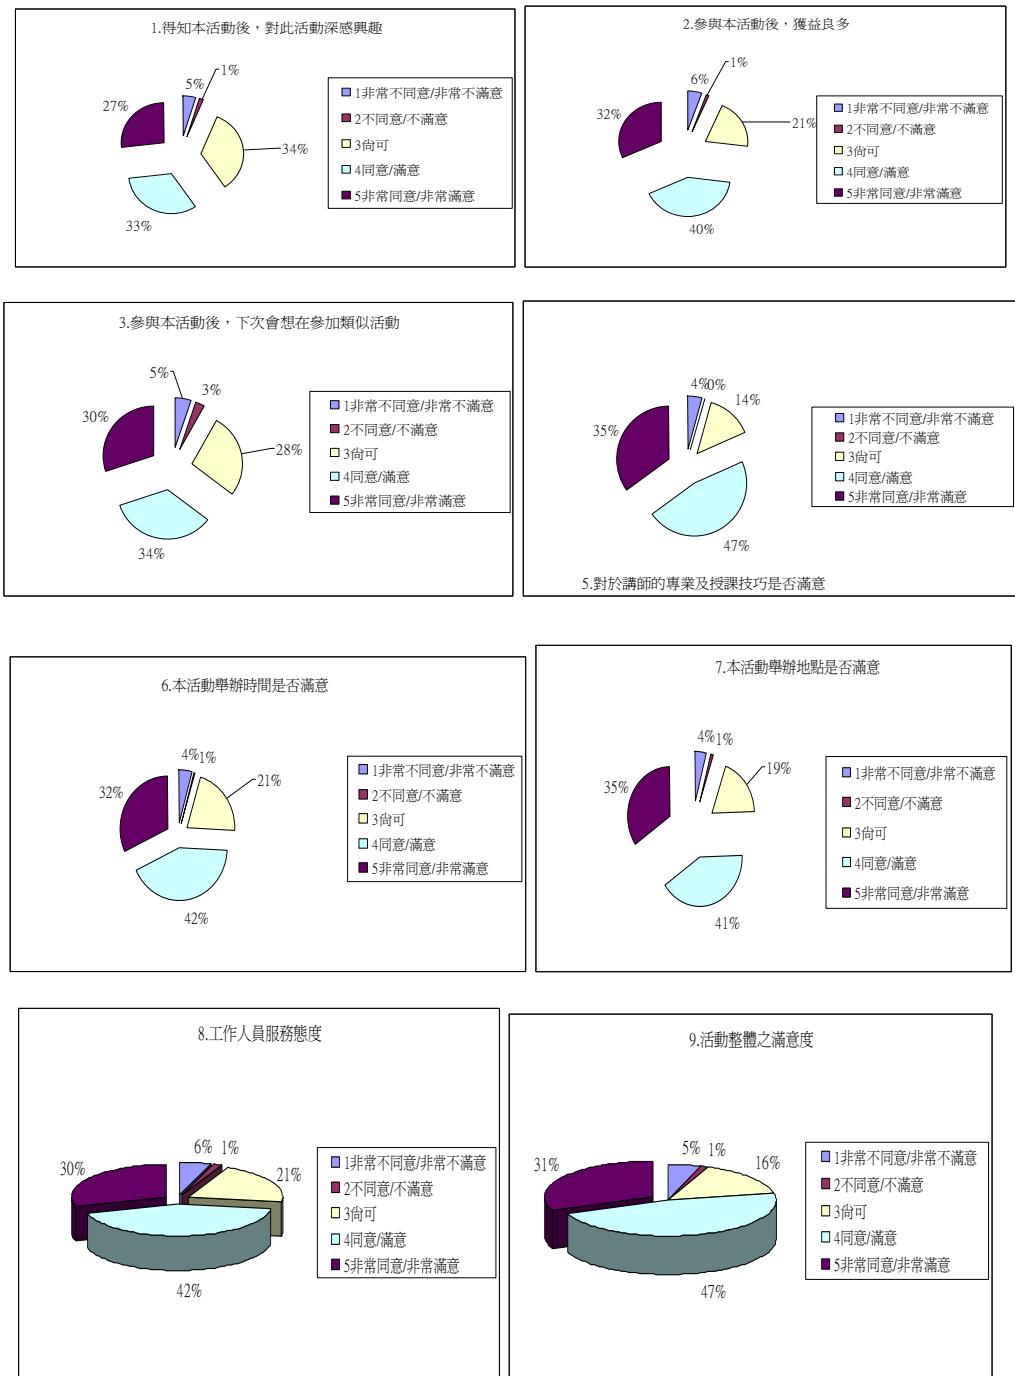 1.得知本活動後，對此活動深感興趣
5%
1%
34%
33%
27%
1非常不同意/非常不滿意
2不同意/不滿意
3尙可
4同意/滿意
5非常同意/非常滿意
2.參與本活動後，獲益良多
6%
1%
21%
40%
32%
1非常不同意/非常不滿意
2不同意/不滿意
3尙可
4同意/滿意
5非常同意/非常滿意
3.參與本活動後，下次會想在參加類似活動
5%
3%
28%
34%
30%
1非常不同意/非常不滿意
2不同意/不滿意
3尙可
4同意/滿意
5非常同意/非常滿意
4%
0%
14%
47%
35%
1非常不同意/非常不滿意
2不同意/不滿意
3尙可
4同意/滿意
5非常同意/非常滿意
5.對於講師的專業及授課技巧是否滿意
6.本活動舉辦時間是否滿意
4%
1%
21%
42%
32%
1非常不同意/非常不滿意
2不同意/不滿意
3尙可
4同意/滿意
5非常同意/非常滿意
7.本活動舉辦地點是否滿意
4%
1%
19%
41%
35%
1非常不同意/非常不滿意
2不同意/不滿意
3尙可
4同意/滿意
5非常同意/非常滿意
8.工作人員服務態度
6%
1%
21%
42%
30%
1非常不同意/非常不滿意
2不同意/不滿意
3尙可
4同意/滿意
5非常同意/非常滿意
9.活動整體之滿意度
5%
1%
16%
47%
31%
1非常不同意/非常不滿意
2不同意/不滿意
3尙可
4同意/滿意
5非常同意/非常滿意